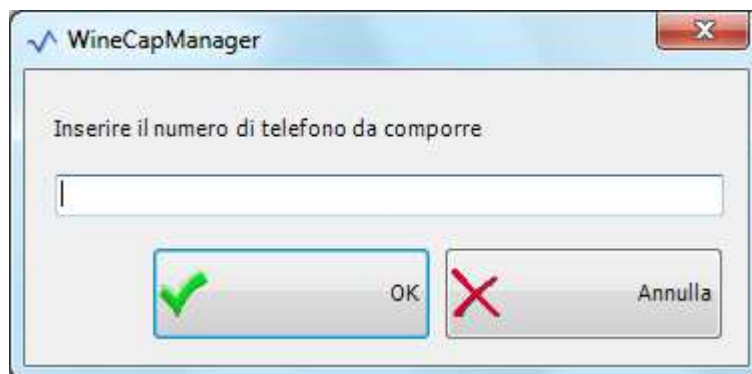 WineCapManager
Inserire il numero di telefono da comporre
OK
Annulla